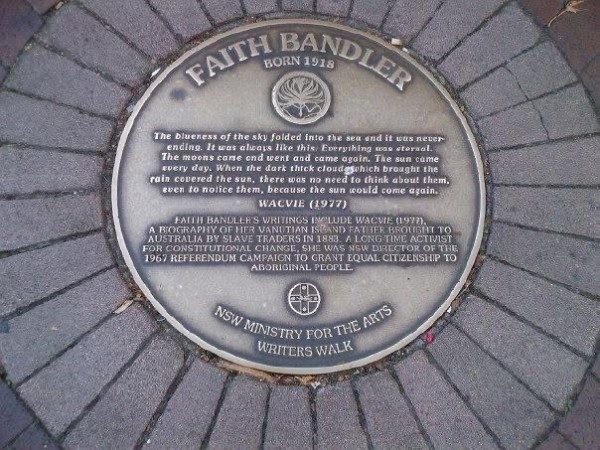 FAITH BANDLER
BORN 1918
The blueness of the sky folded into the sea and it was never-
ending. It was always like this. Everything was eternal.
The moons came and went and came again. The sun came
every day. When the dark thick clouds which brought the
rain covered the sun, there was no need to think about them,
even to notice them, because the sun would come again.
WACVIE (1977)
FAITH BANDLER'S WRITINGS INCLUDE WACVIE (1977),
A BIOGRAPHY OF HER VANUTIAN ISLAND FATHER BROUGHT TO
AUSTRALIA BY SLAVE TRADERS IN 1883. A LONG TIME ACTIVIST
FOR CONSTITUTIONAL CHANGE, SHE WAS NSW DIRECTOR OF THE
1967 REFERENDUM CAMPAIGN TO GRANT EQUAL CITIZENSHIP TO
ABORIGINAL PEOPLE.
NSW MINISTRY FOR THE ARTS
WRITERS WALK